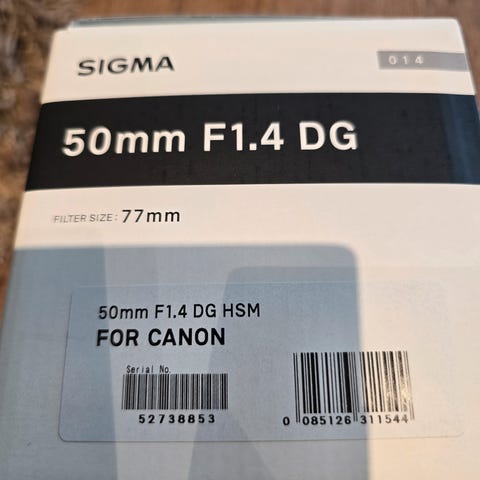 SIGMA
014
50mm F1.4 DG
FILTER SIZE: 77mm
50mm F1.4 DG HSM
FOR CANON
Serial No.
52738853
0 085126 311544